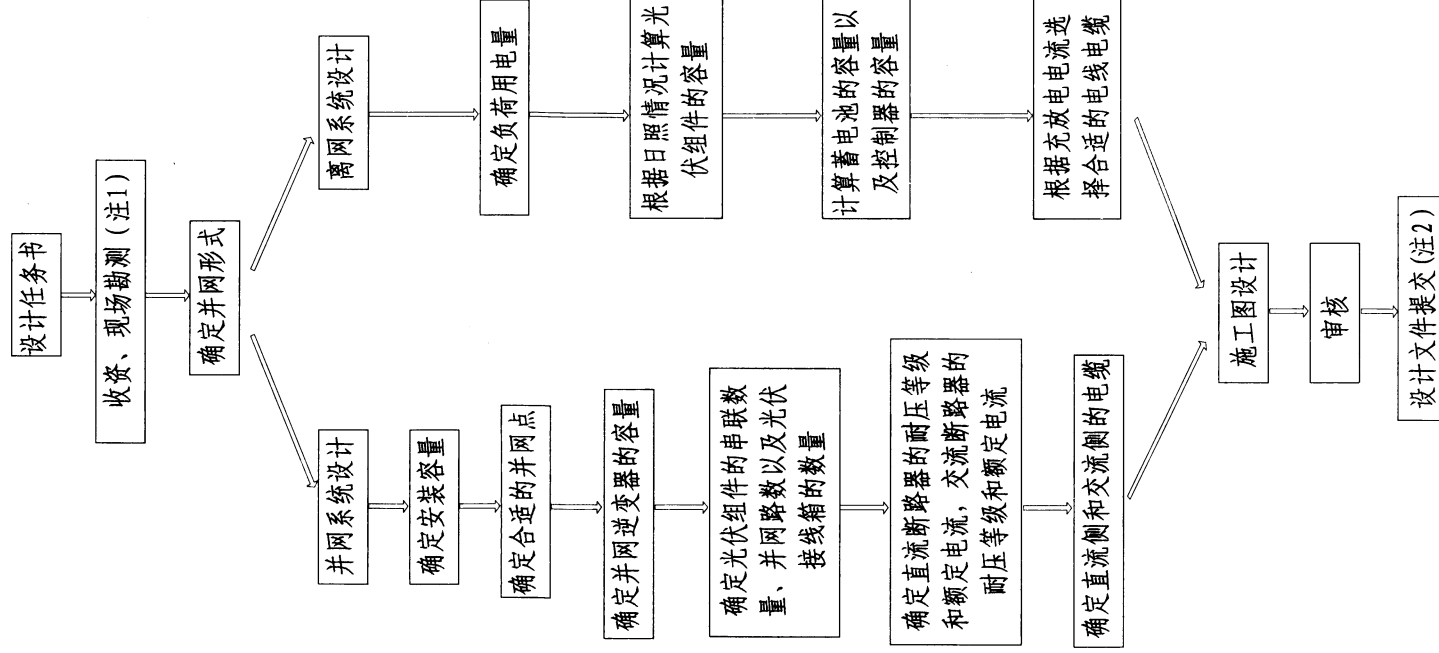 设计任务书
收资、现场勘测(注1)
确定并网形式
并网系统设计
确定安装容量
确定合适的并网点
确定并网逆变器的容量
确定光伏组件的串联数
量、并网路数以及光伏
接线箱的数量
确定直流断路器的耐压等级
和额定电流，交流断路器的
耐压等级和额定电流
确定直流侧和交流侧的电缆
离网系统设计
确定负荷用电量
根据日照情况计算光
伏组件的容量
计算蓄电池的容量以
及控制器的容量
根据充放电电流选
择合适的电线电缆
施工图设计
审核
设计文件提交(注2)